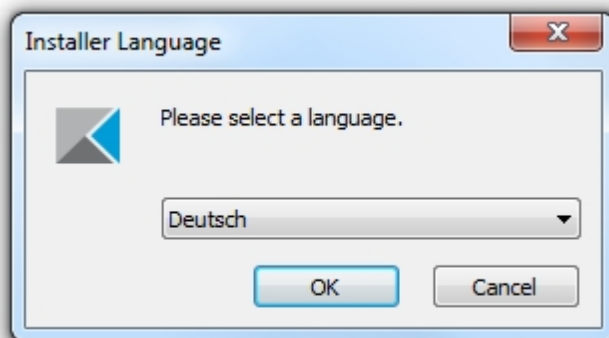 Installer Language
Please select a language.
Deutsch
OK
Cancel